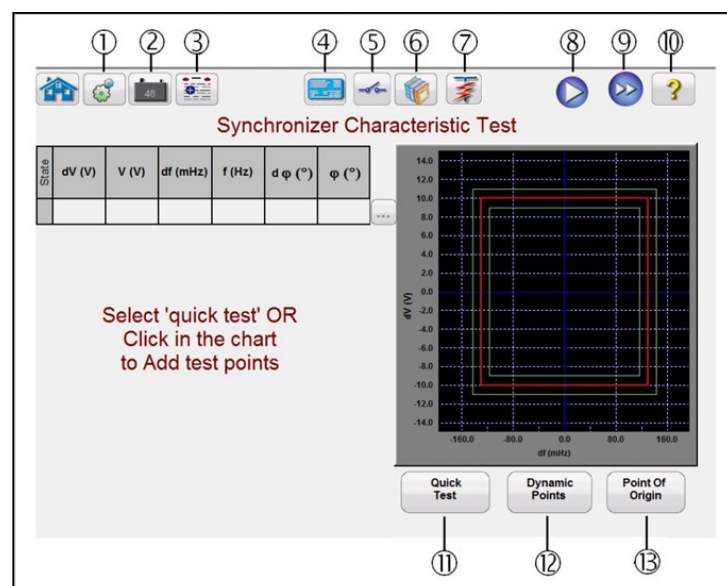 ① ② ③ ④ ⑤ ⑥ ⑦ ⑧ ⑨ ⑩
48
?
Synchronizer Characteristic Test
State dV (V) V (V) df (mHz) f (Hz) d φ (°) φ (°)
...
Select 'quick test' OR
Click in the chart
to Add test points
14.0
12.0
10.0
8.0
6.0
4.0
2.0
0.0
-2.0
-4.0
-6.0
-8.0
-10.0
-12.0
-14.0
dV (V)
-160.0 -80.0 0.0 80.0 160.0
df (mHz)
Quick
Test
Dynamic
Points
Point Of
Origin
⑪ ⑫ ⑬